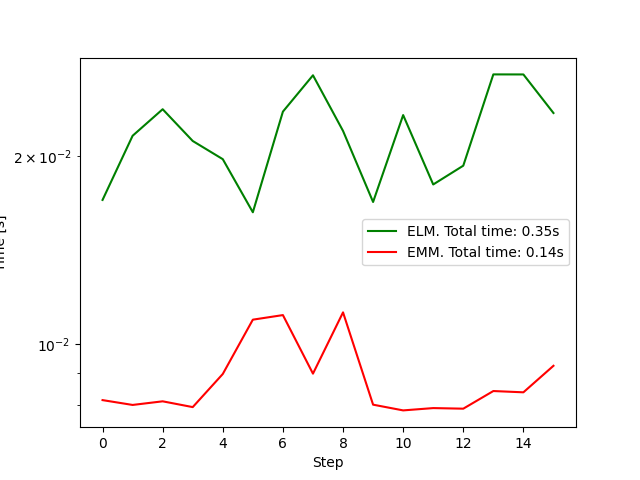 2 × 10⁻²
10⁻²
Time [s]
ELM. Total time: 0.35s
EMM. Total time: 0.14s
0 2 4 6 8 10 12 14
Step